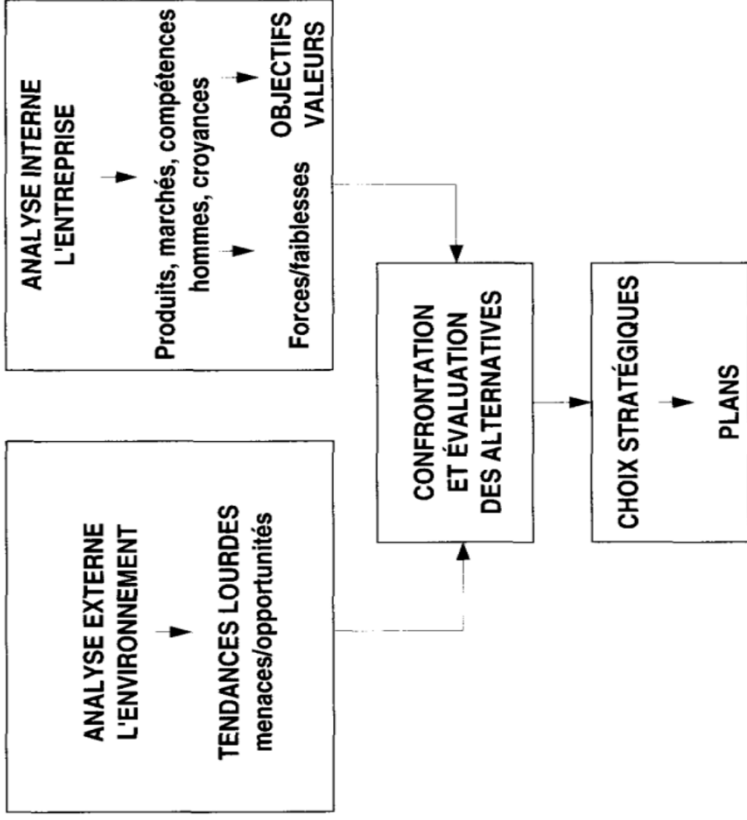 ANALYSE EXTERNE
L'ENVIRONNEMENT
TENDANCES LOURDES
menaces/opportunités
ANALYSE INTERNE
L'ENTREPRISE
Produits, marchés, compétences
hommes, croyances
Forces/faiblesses
OBJECTIFS
VALEURS
CONFRONTATION
ET ÉVALUATION
DES ALTERNATIVES
CHOIX STRATÉGIQUES
PLANS